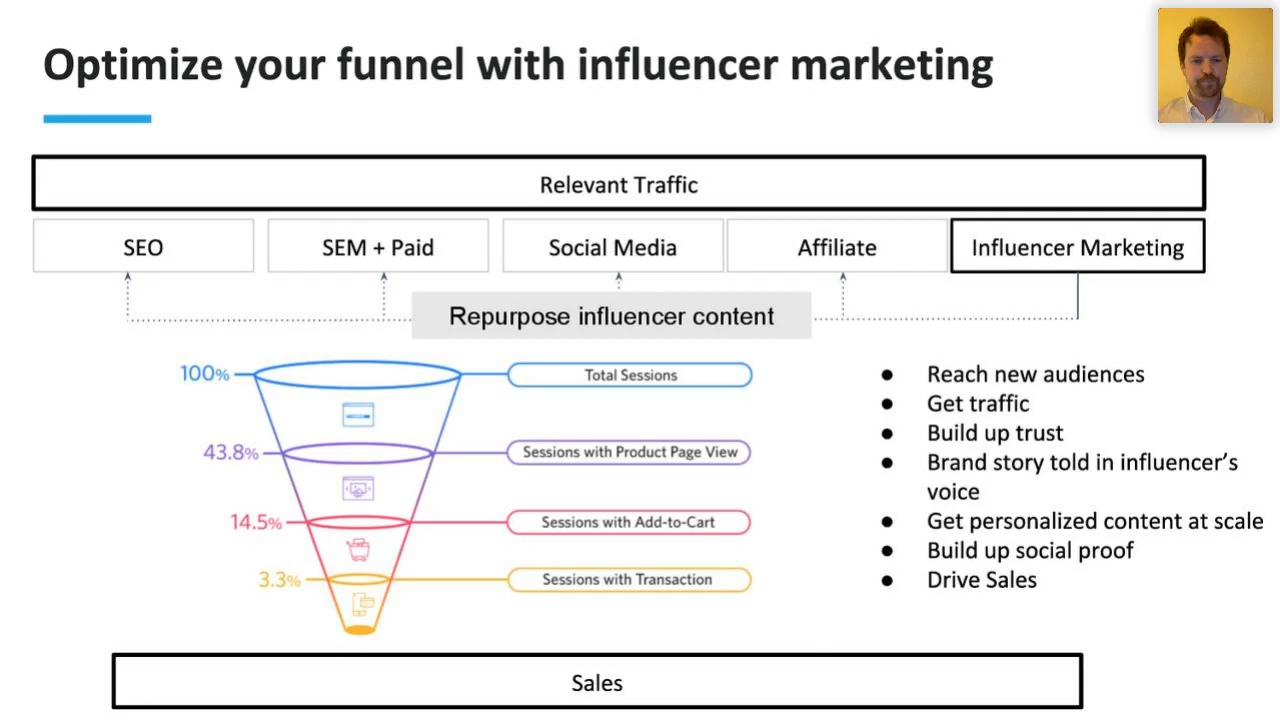 Optimize your funnel with influencer marketing
Relevant Traffic
SEO
SEM + Paid
Social Media
Affiliate
Influencer Marketing
Repurpose influencer content
100%
Total Sessions
43.8%
Sessions with Product Page View
14.5%
Sessions with Add-to-Cart
3.3%
Sessions with Transaction
● Reach new audiences
● Get traffic
● Build up trust
● Brand story told in influencer’s
voice
● Get personalized content at scale
● Build up social proof
● Drive Sales
Sales